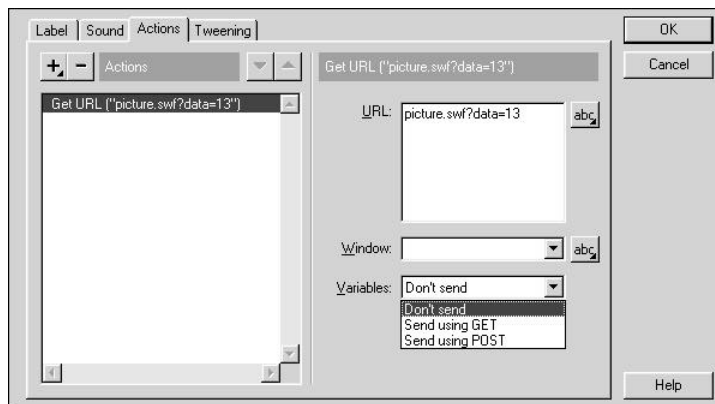 Label Sound Actions Tweening
OK
Cancel
+ - Actions
Get URL ("picture.swf?data=13")
Get URL ("picture.swf?data=13")
URL: picture.swf?data=13 abc
Window: abc
Variables: Don't send
Don't send
Send using GET
Send using POST
Help